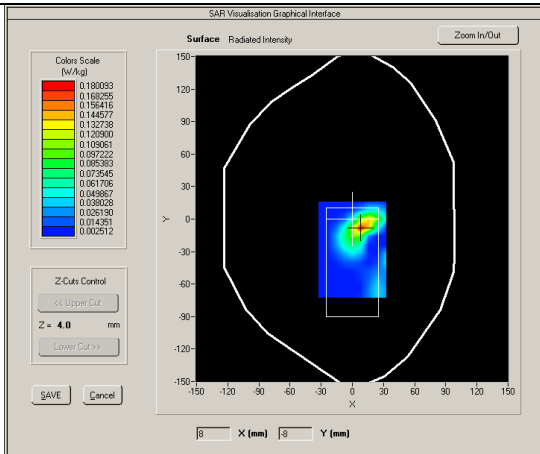 SAR Visualisation Graphical Interface
Surface Radiated Intensity
Zoom In/Out
Colors Scale
(W/kg)
0.180093
0.168255
0.156416
0.144577
0.132738
0.120900
0.109061
0.097222
0.085383
0.073545
0.061706
0.049867
0.038028
0.026190
0.014351
0.002512
Z-Cuts Control
<< Upper Cut
Z = 4.0 mm
Lower Cut >>
SAVE Cancel
Y
150-
120-
90-
60-
30-
0-
-30-
-60-
-90-
-120-
-150-
-150 -120 -90 -60 -30 0 30 60 90 120 150
X
8 X (mm) -8 Y (mm)